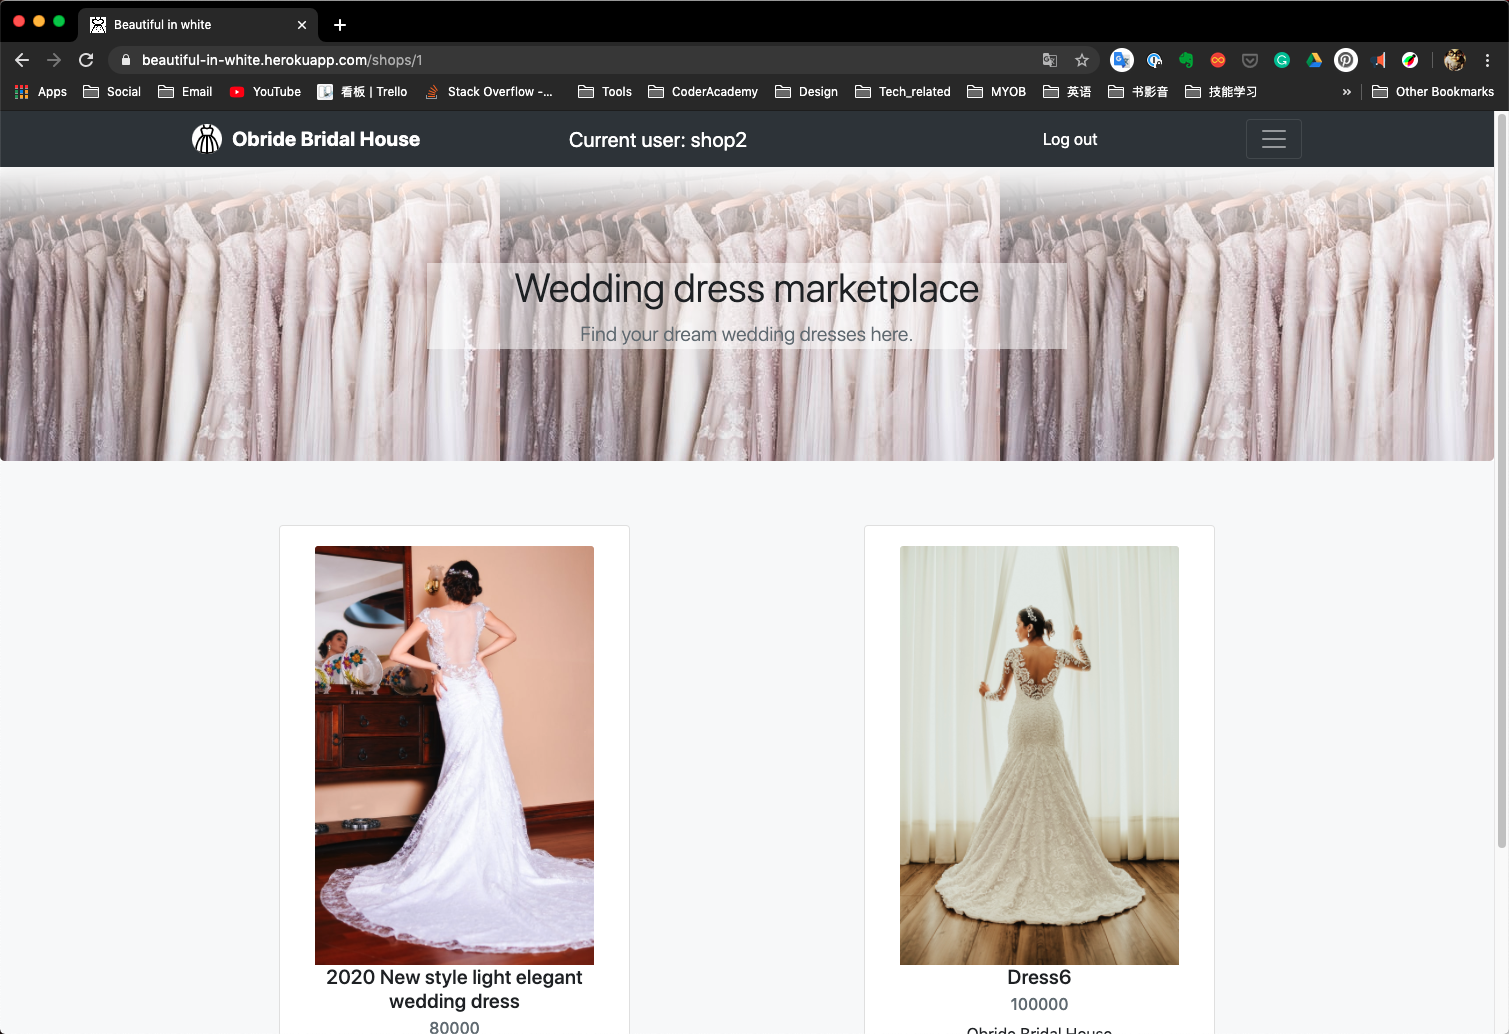 Beautiful in white
beautiful-in-white.herokuapp.com/shops/1
Apps Social Email YouTube 看板 | Trello Stack Overflow -... Tools CoderAcademy Design Tech_related MYOB 英语 书影音 技能学习 » Other Bookmarks
Obride Bridal House Current user: shop2 Log out
Wedding dress marketplace
Find your dream wedding dresses here.
2020 New style light elegant
wedding dress
80000
Dress6
100000
Obride Bridal House